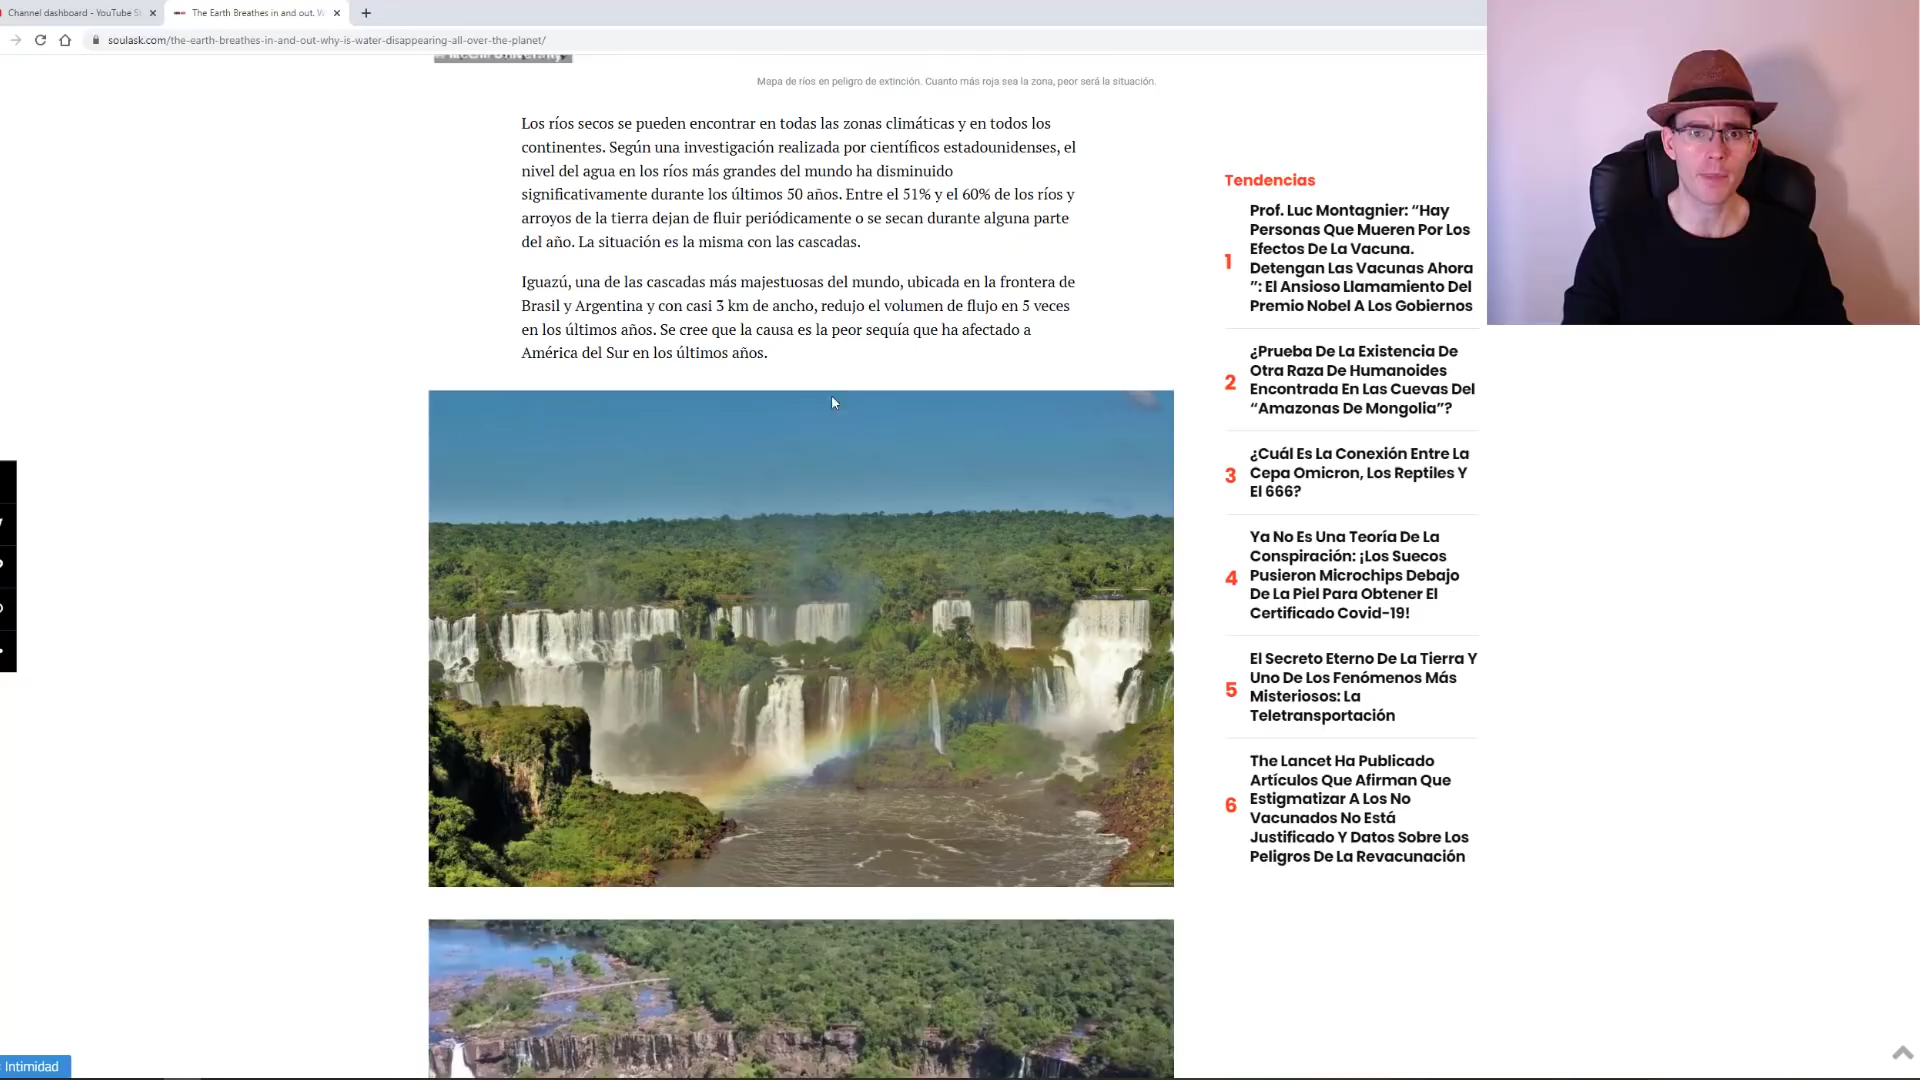 Channel dashboard - YouTube St
The Earth Breathes in and out. W
soulask.com/the-earth-breathes-in-and-out-why-is-water-disappearing-all-over-the-planet/
Mapa de ríos en peligro de extinción. Cuanto más roja sea la zona, peor será la situación.
Los ríos secos se pueden encontrar en todas las zonas climáticas y en todos los
continentes. Según una investigación realizada por científicos estadounidenses, el
nivel del agua en los ríos más grandes del mundo ha disminuido
significativamente durante los últimos 50 años. Entre el 51% y el 60% de los ríos y
arroyos de la tierra dejan de fluir periódicamente o se secan durante alguna parte
del año. La situación es la misma con las cascadas.
Iguazú, una de las cascadas más majestuosas del mundo, ubicada en la frontera de
Brasil y Argentina y con casi 3 km de ancho, redujo el volumen de flujo en 5 veces
en los últimos años. Se cree que la causa es la peor sequía que ha afectado a
América del Sur en los últimos años.
Tendencias
1
Prof. Luc Montagnier: “Hay
Personas Que Mueren Por Los
Efectos De La Vacuna.
Detengan Las Vacunas Ahora
”: El Ansioso Llamamiento Del
Premio Nobel A Los Gobiernos
2
¿Prueba De La Existencia De
Otra Raza De Humanoides
Encontrada En Las Cuevas Del
“Amazonas De Mongolia”?
3
¿Cuál Es La Conexión Entre La
Cepa Omicron, Los Reptiles Y
El 666?
4
Ya No Es Una Teoría De La
Conspiración: ¡Los Suecos
Pusieron Microchips Debajo
De La Piel Para Obtener El
Certificado Covid-19!
5
El Secreto Eterno De La Tierra Y
Uno De Los Fenómenos Más
Misteriosos: La
Teletransportación
6
The Lancet Ha Publicado
Artículos Que Afirman Que
Estigmatizar A Los No
Vacunados No Está
Justificado Y Datos Sobre Los
Peligros De La Revacunación
Intimidad